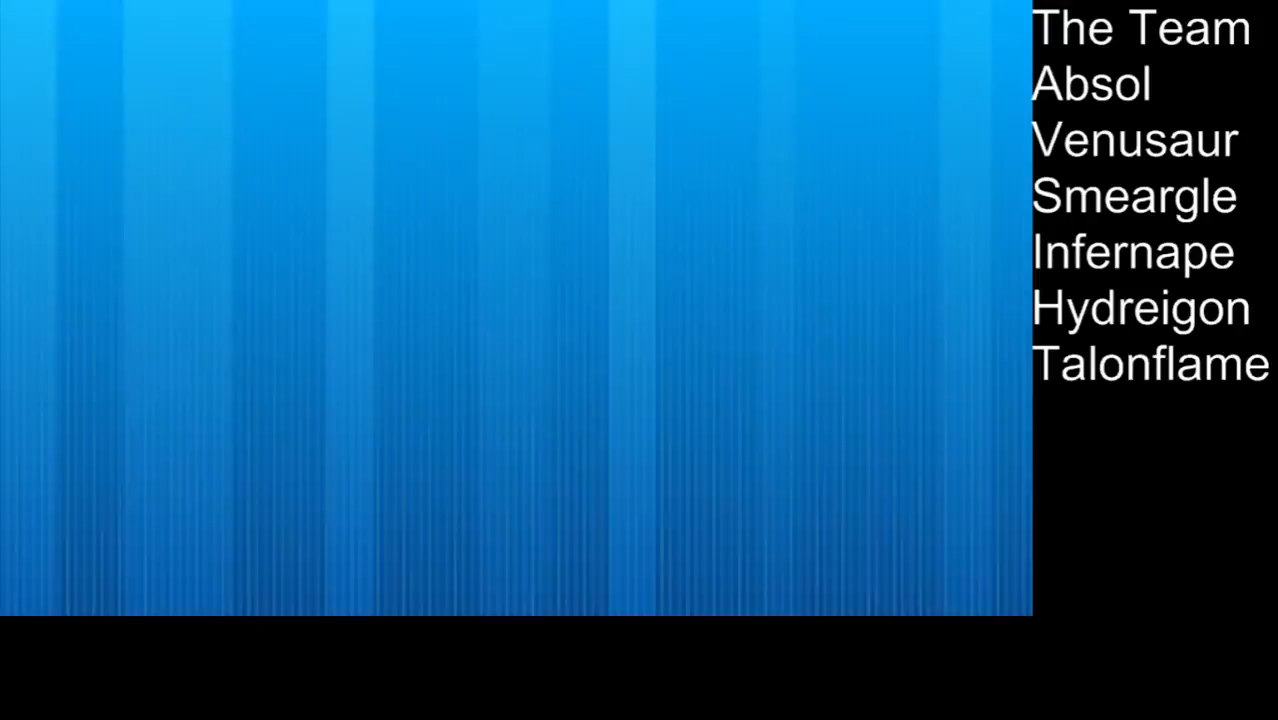 The Team
Absol
Venusaur
Smeargle
Infernape
Hydreigon
Talonflame